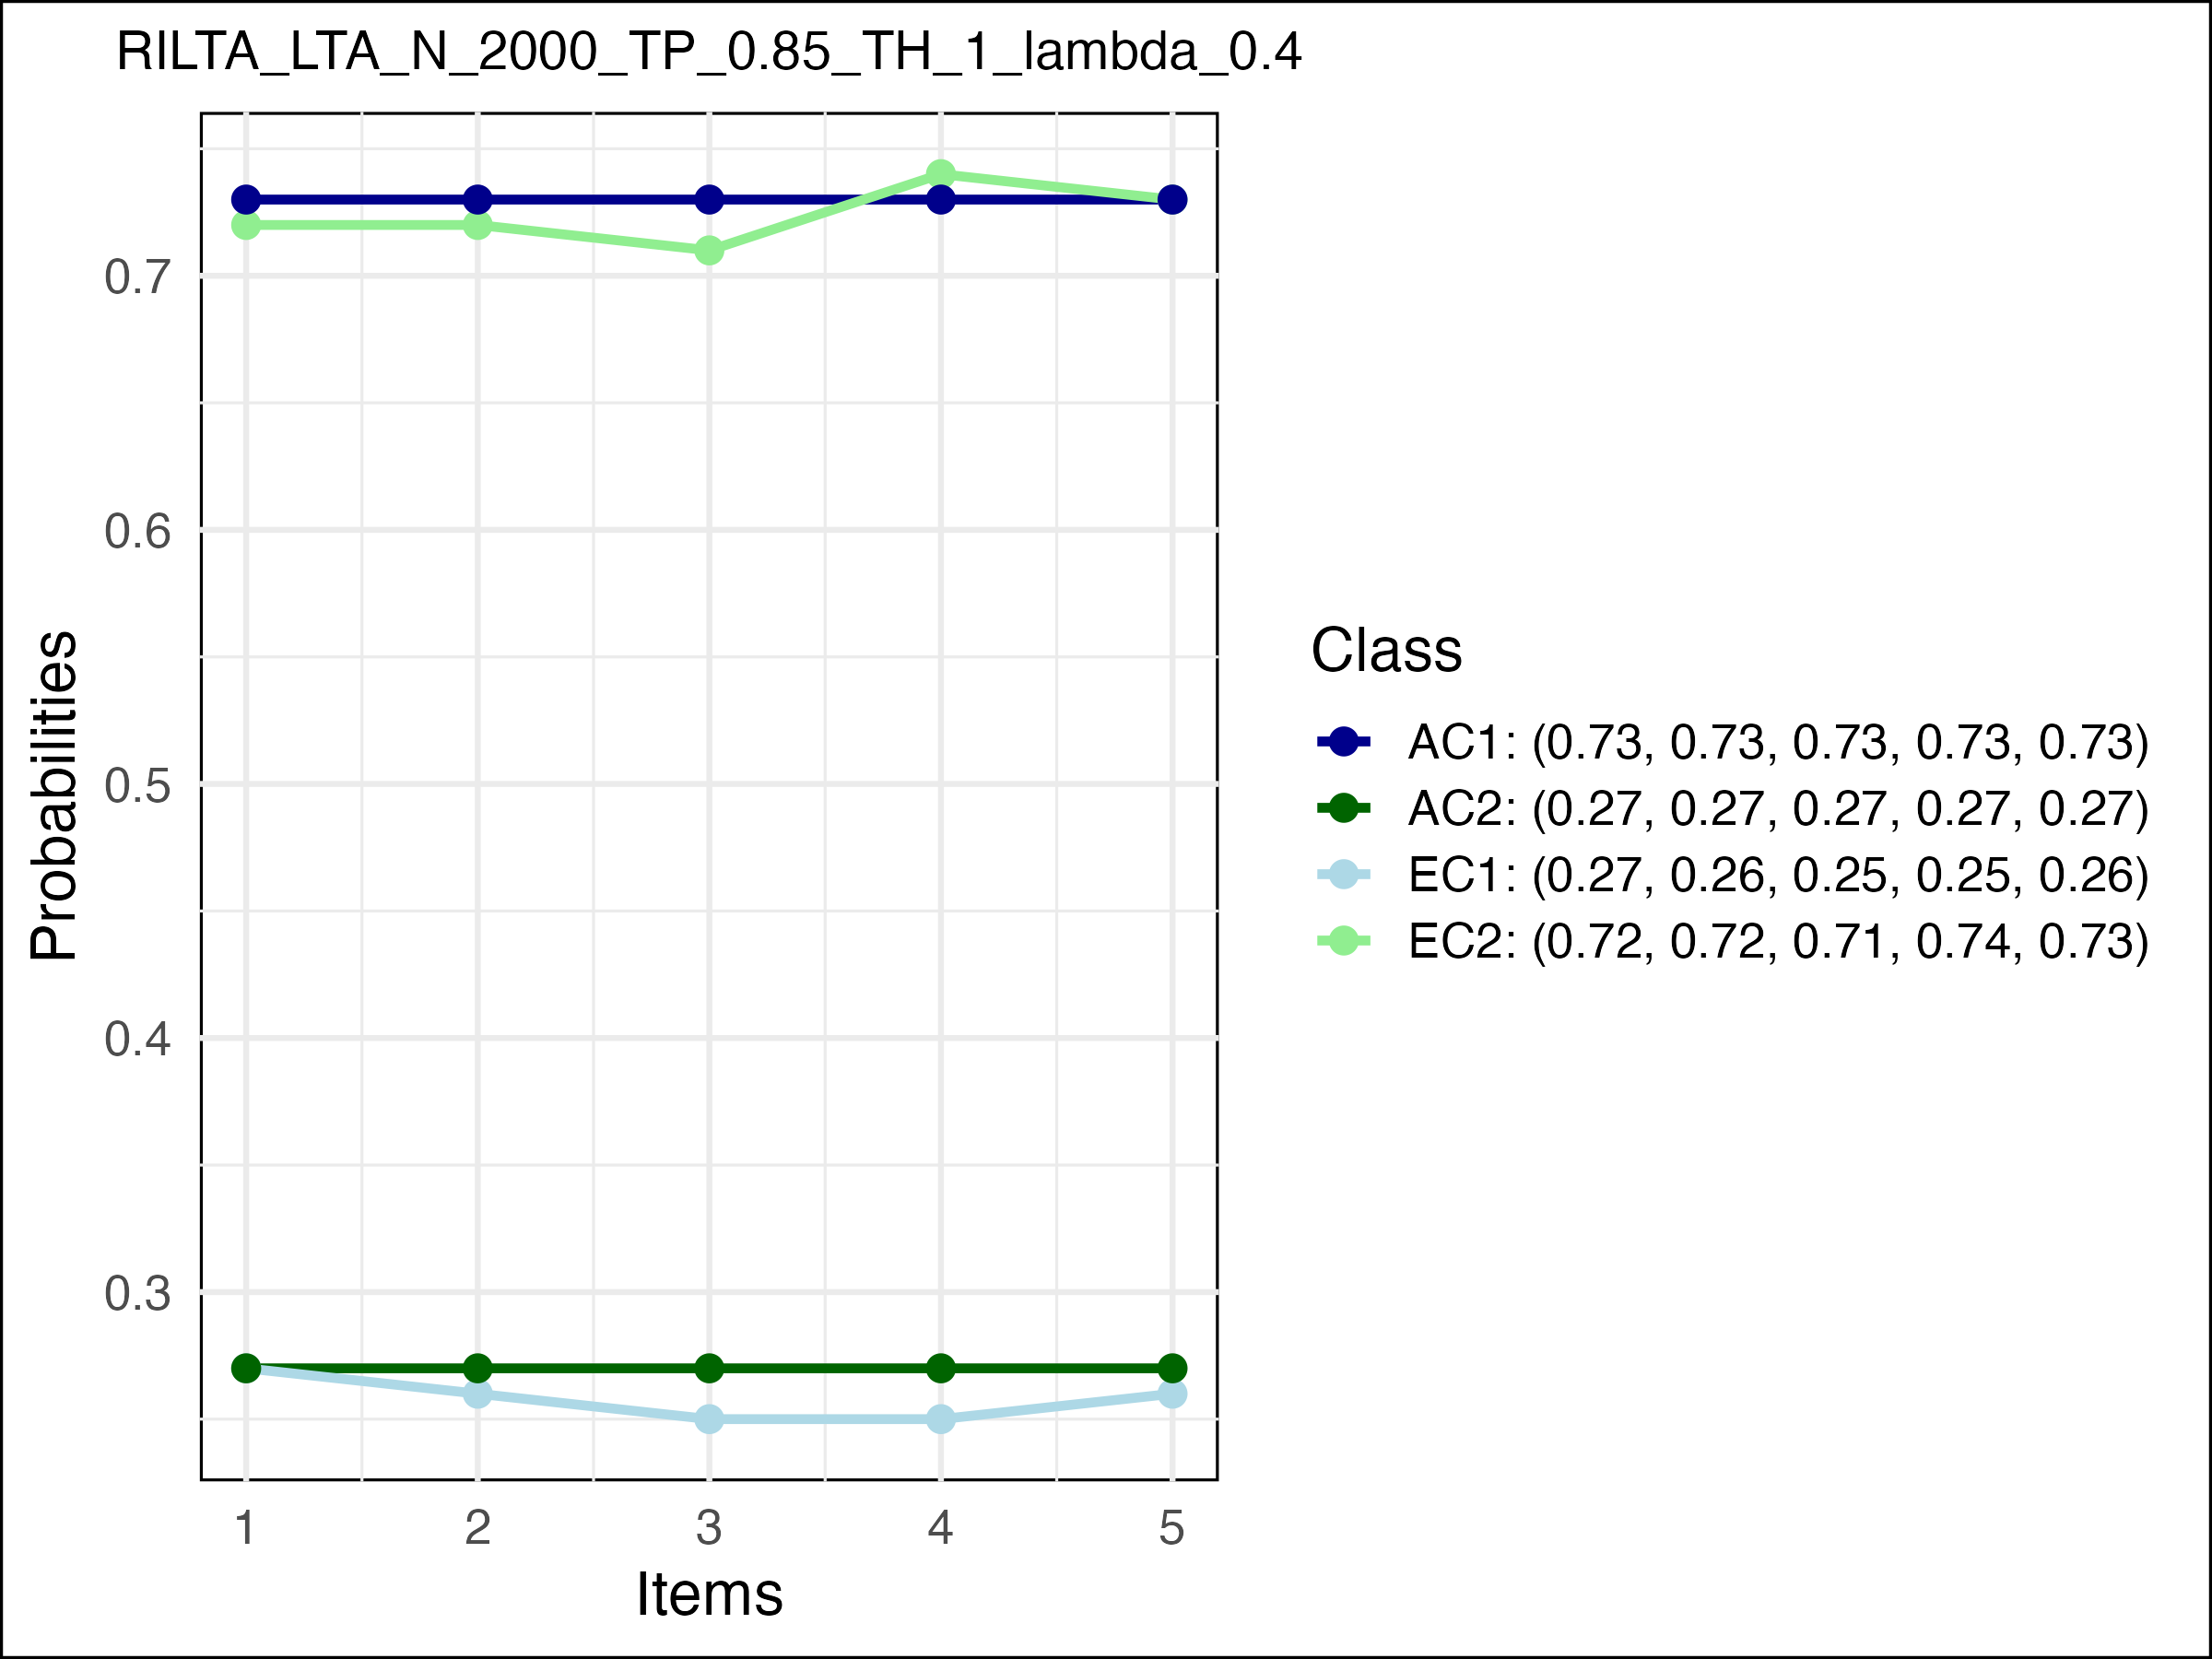 RILTA_LTA_N_2000_TP_0.85_TH_1_lambda_0.4
Probabilities
0.7
0.6
0.5
0.4
0.3
1 2 3 4 5
Items
Class
AC1: (0.73, 0.73, 0.73, 0.73, 0.73)
AC2: (0.27, 0.27, 0.27, 0.27, 0.27)
EC1: (0.27, 0.26, 0.25, 0.25, 0.26)
EC2: (0.72, 0.72, 0.71, 0.74, 0.73)